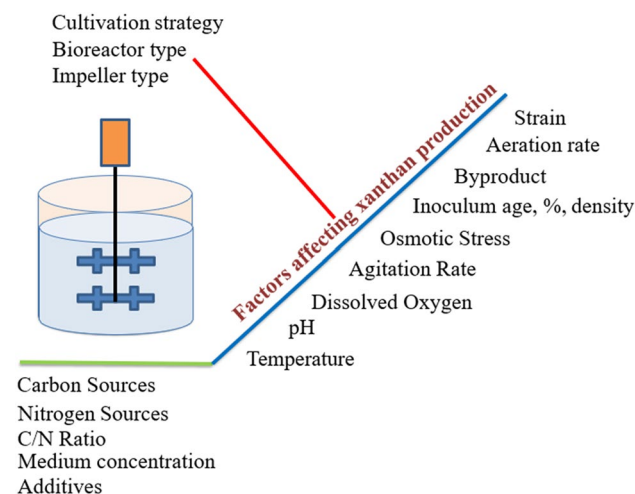 Cultivation strategy
Bioreactor type
Impeller type
Factors affecting xanthan production
Strain
Aeration rate
Byproduct
Inoculum age, %, density
Osmotic Stress
Agitation Rate
Dissolved Oxygen
pH
Temperature
Carbon Sources
Nitrogen Sources
C/N Ratio
Medium concentration
Additives